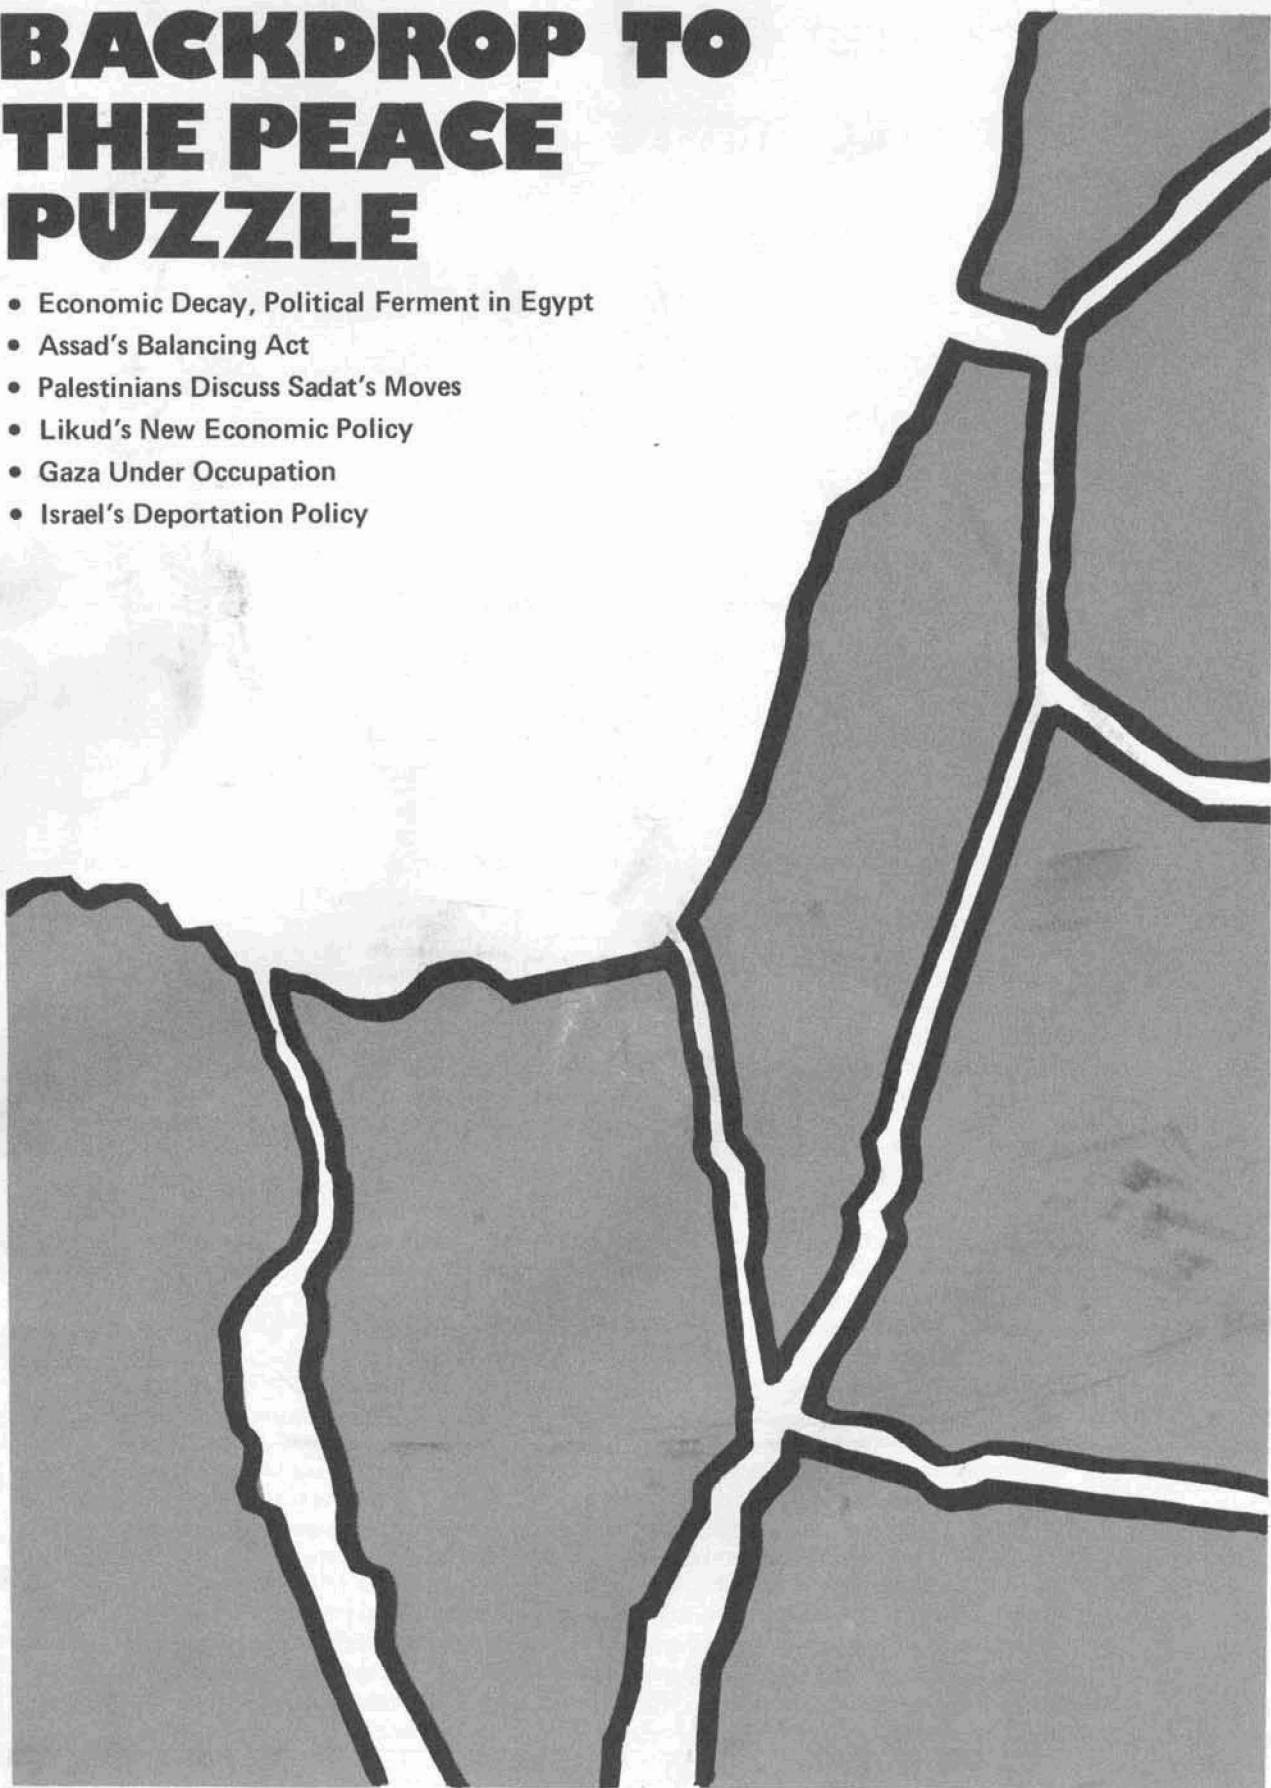 BACKDROP TO
THE PEACE
PUZZLE
• Economic Decay, Political Ferment in Egypt
• Assad's Balancing Act
• Palestinians Discuss Sadat's Moves
• Likud's New Economic Policy
• Gaza Under Occupation
• Israel's Deportation Policy